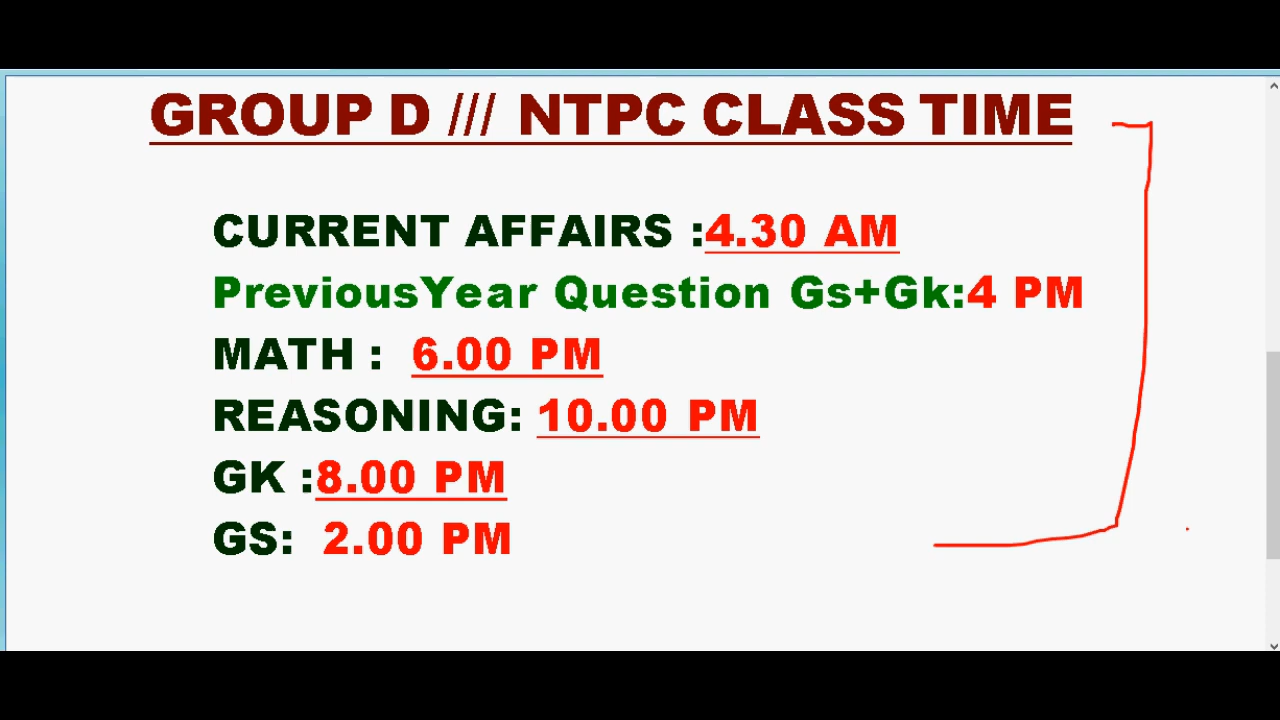 GROUP D /// NTPC CLASS TIME
CURRENT AFFAIRS :4.30 AM
PreviousYear Question Gs+Gk:4 PM
MATH : 6.00 PM
REASONING: 10.00 PM
GK :8.00 PM
GS: 2.00 PM